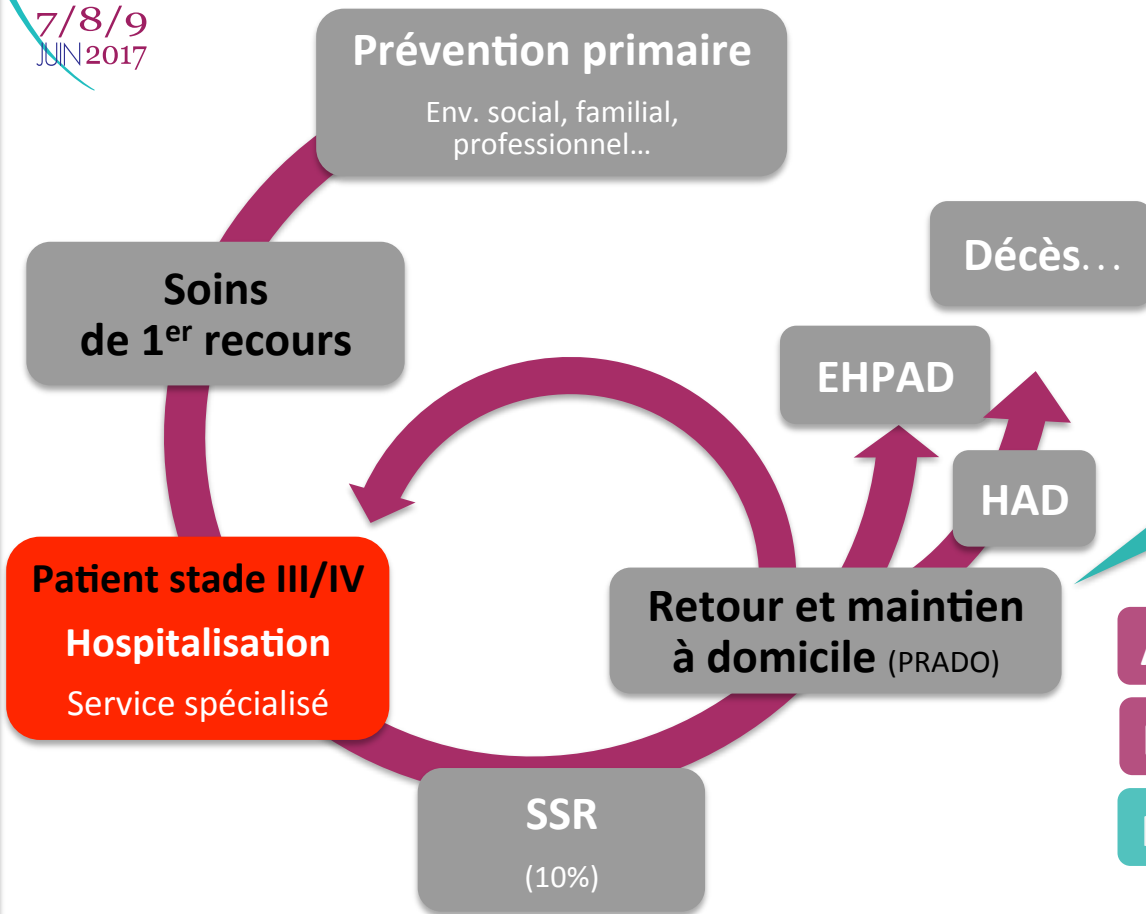 7/8/9
JUIN 2017
Prévention primaire
Env. social, familial,
professionnel…
Soins
de 1er recours
Décès…
EHPAD
HAD
Patient stade III/IV
Hospitalisation
Service spécialisé
Retour et maintien
à domicile (PRADO)
SSR
(10%)